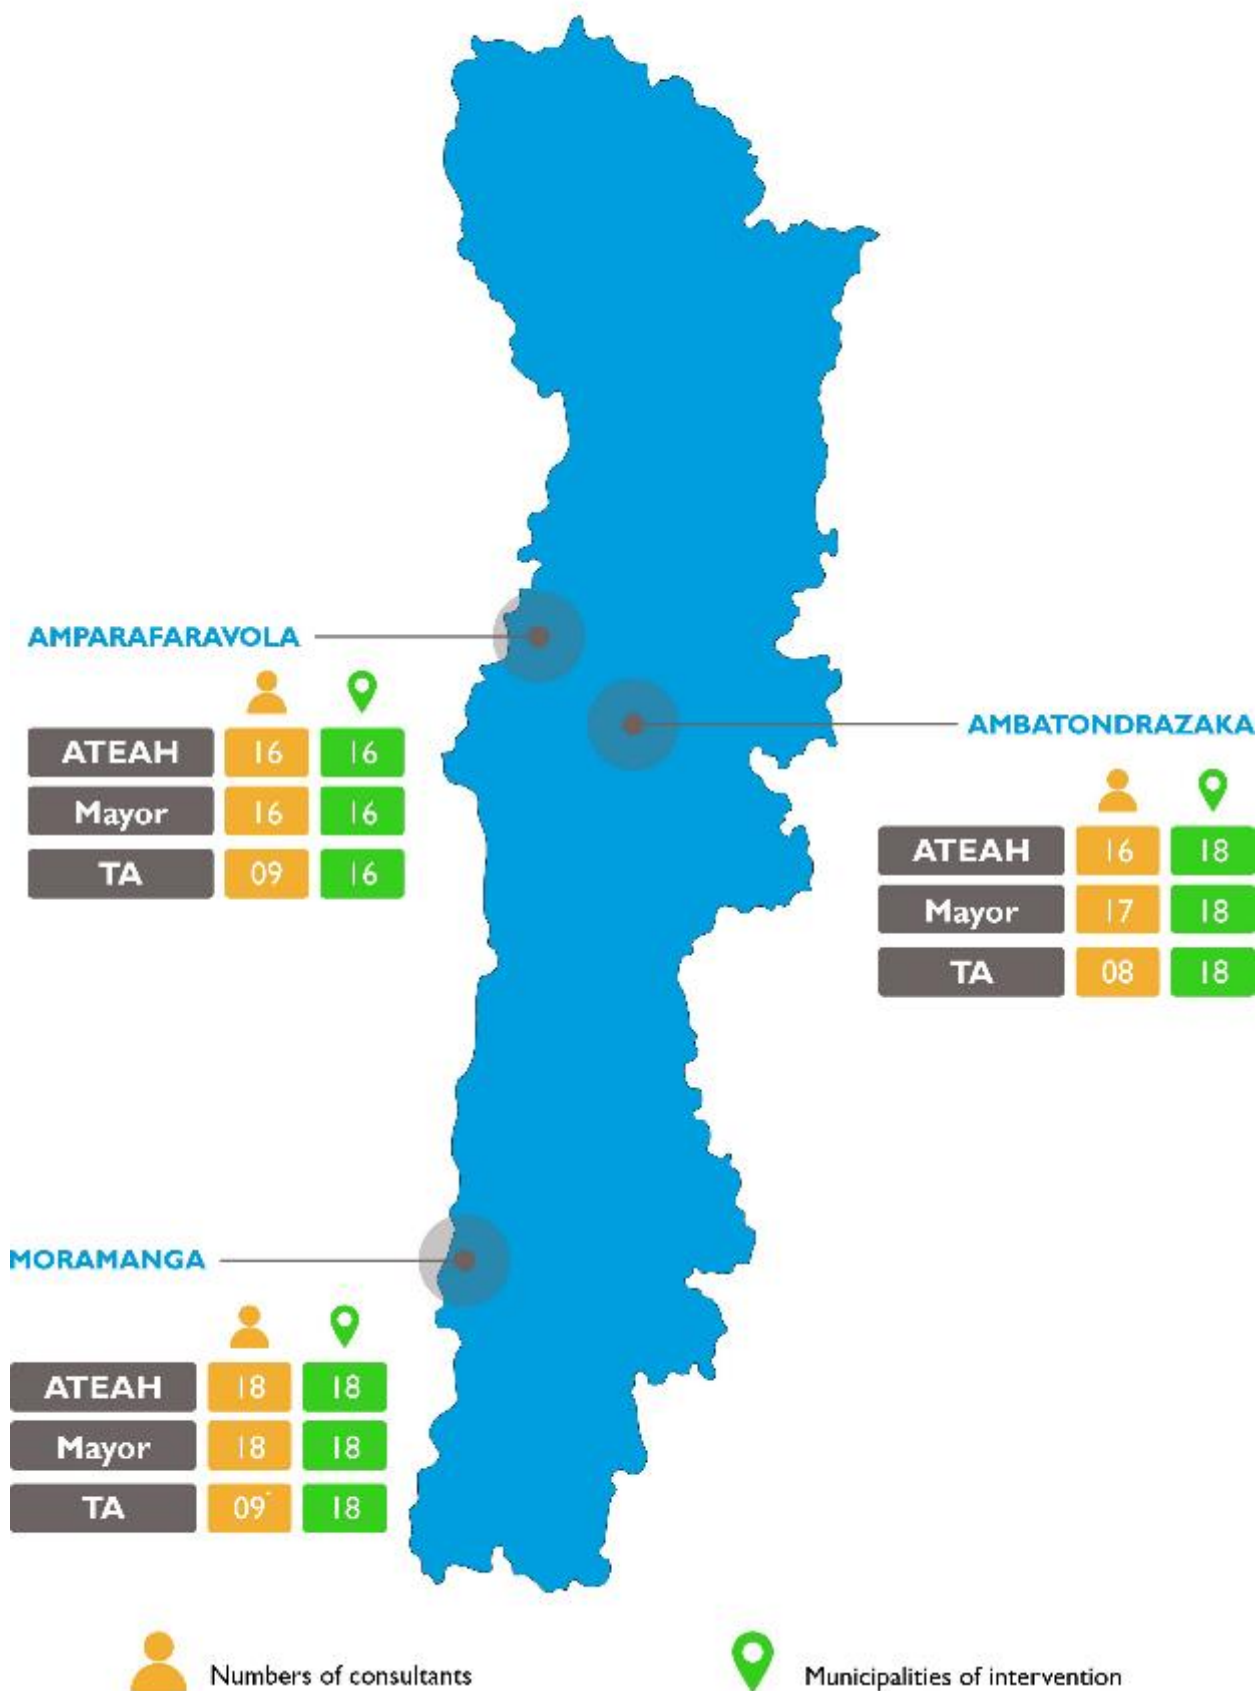 AMPARAFARAVOLA
ATEAH 16 16
Mayor 16 16
TA 09 16
AMBATONDRAZAKA
ATEAH 16 18
Mayor 17 18
TA 08 18
MORAMANGA
ATEAH 18 18
Mayor 18 18
TA 09 18
Numbers of consultants
Municipalities of intervention